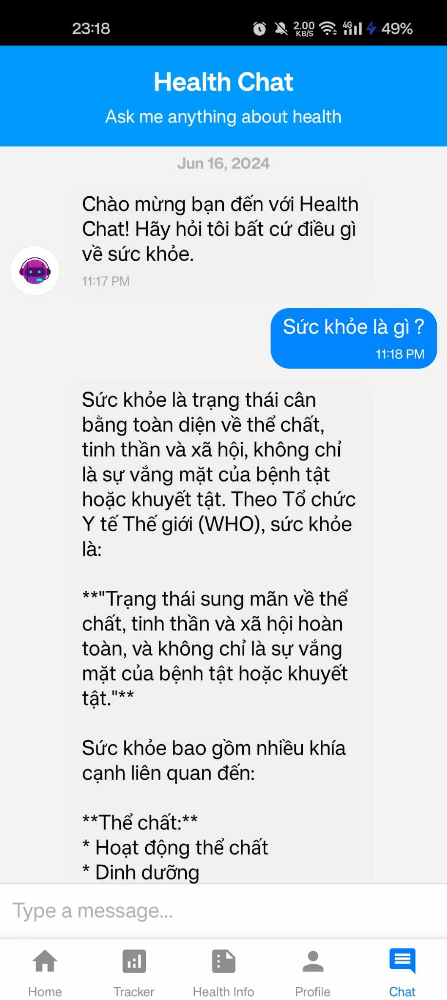 23:18
2.00
KB/S
4G
49%
Health Chat
Ask me anything about health
Jun 16, 2024
Chào mừng bạn đến với Health
Chat! Hãy hỏi tôi bất cứ điều gì
về sức khỏe.
11:17 PM
Sức khỏe là gì ?
11:18 PM
Sức khỏe là trạng thái cân
bằng toàn diện về thể chất,
tinh thần và xã hội, không chỉ
là sự vắng mặt của bệnh tật
hoặc khuyết tật. Theo Tổ chức
Y tế Thế giới (WHO), sức khỏe
là:
**"Trạng thái sung mãn về thể
chất, tinh thần và xã hội hoàn
toàn, và không chỉ là sự vắng
mặt của bệnh tật hoặc khuyết
tật."**
Sức khỏe bao gồm nhiều khía
cạnh liên quan đến:
**Thể chất:**
* Hoạt động thể chất
* Dinh dưỡng
Type a message...
Home
Tracker
Health Info
Profile
Chat